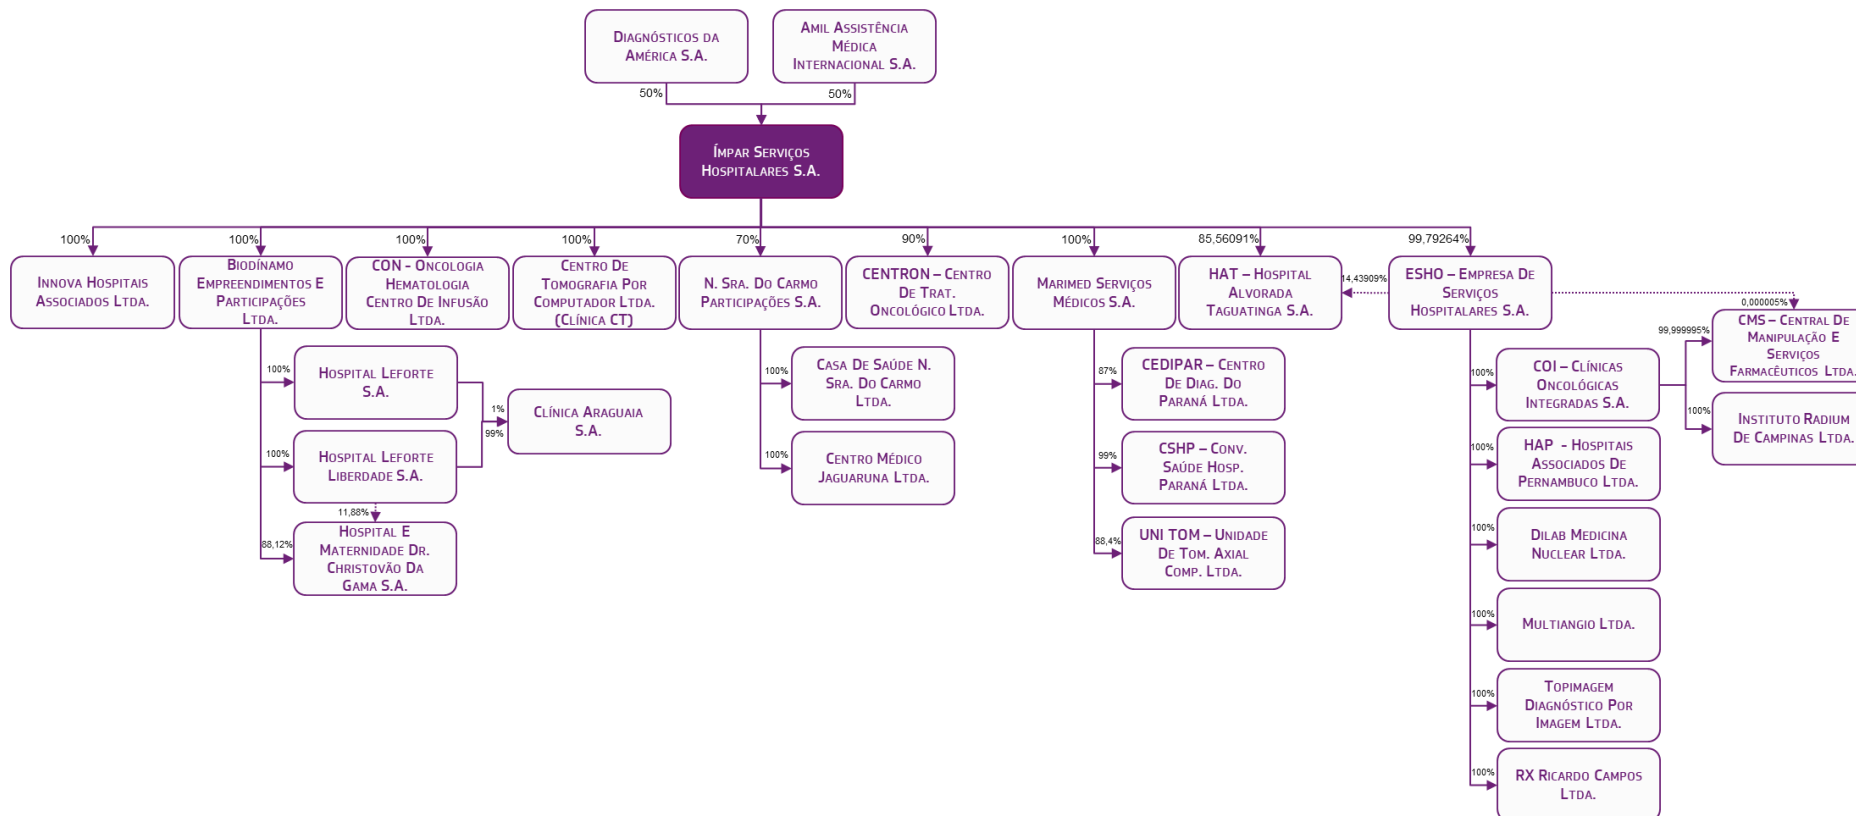 Diagnósticos da
América S.A.
Amil Assistência
Médica
Internacional S.A.
50%
50%
Ímpar Serviços
Hospitalares S.A.
100%
100%
100%
100%
70%
90%
100%
85,56091%
99,79264%
Innova Hospitais
Associados Ltda.
Biodínamo
Empreendimentos E
Participações
Ltda.
CON - Oncologia
Hematologia
Centro De Infusão
Ltda.
Centro De
Tomografia Por
Computador Ltda.
(Clínica CT)
N. Sra. Do Carmo
Participações S.A.
CENTRON – Centro
De Trat.
Oncológico Ltda.
Marimed Serviços
Médicos S.A.
HAT – Hospital
Alvorada
Taguatinga S.A.
14,43909%
ESHO – Empresa De
Serviços
Hospitalares S.A.
0,000005%
100%
Hospital Leforte
S.A.
1%
99%
Clínica Araguaia
S.A.
100%
Hospital Leforte
Liberdade S.A.
11,88%
88,12%
Hospital E
Maternidade Dr.
Christovão Da
Gama S.A.
100%
Casa De Saúde N.
Sra. Do Carmo
Ltda.
100%
Centro Médico
Jaguaruna Ltda.
87%
CEDIPAR – Centro
De Diag. Do
Paraná Ltda.
99%
CSHP – Conv.
Saúde Hosp.
Paraná Ltda.
88,4%
UNI TOM – Unidade
De Tom. Axial
Comp. Ltda.
100%
COI – Clínicas
Oncológicas
Integradas S.A.
99,999995%
CMS – Central De
Manipulação E
Serviços
Farmacêuticos Ltda.
100%
Instituto Radium
De Campinas Ltda.
100%
HAP - Hospitais
Associados De
Pernambuco Ltda.
100%
Dilab Medicina
Nuclear Ltda.
100%
Multiangio Ltda.
100%
Topimagem
Diagnóstico Por
Imagem Ltda.
100%
RX Ricardo Campos
Ltda.